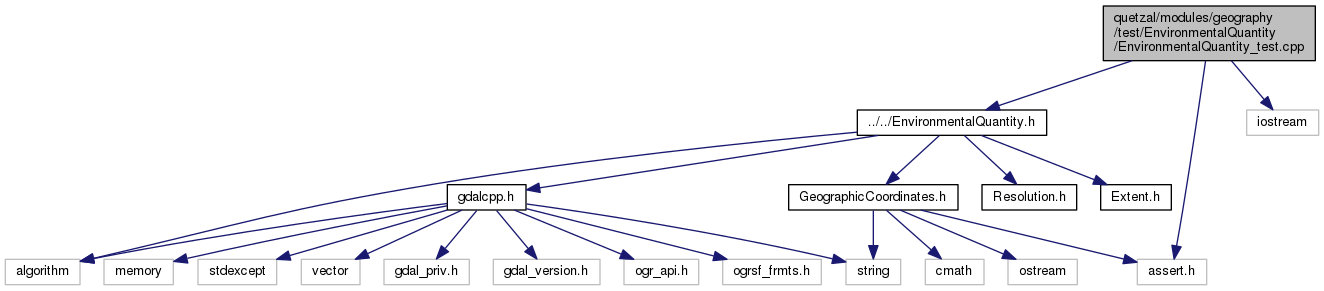 quetzal/modules/geography
/test/EnvironmentalQuantity
/EnvironmentalQuantity_test.cpp
../../EnvironmentalQuantity.h
iostream
gdalcpp.h
GeographicCoordinates.h
Resolution.h
Extent.h
algorithm
memory
stdexcept
vector
gdal_priv.h
gdal_version.h
ogr_api.h
ogrsf_frmts.h
string
cmath
ostream
assert.h